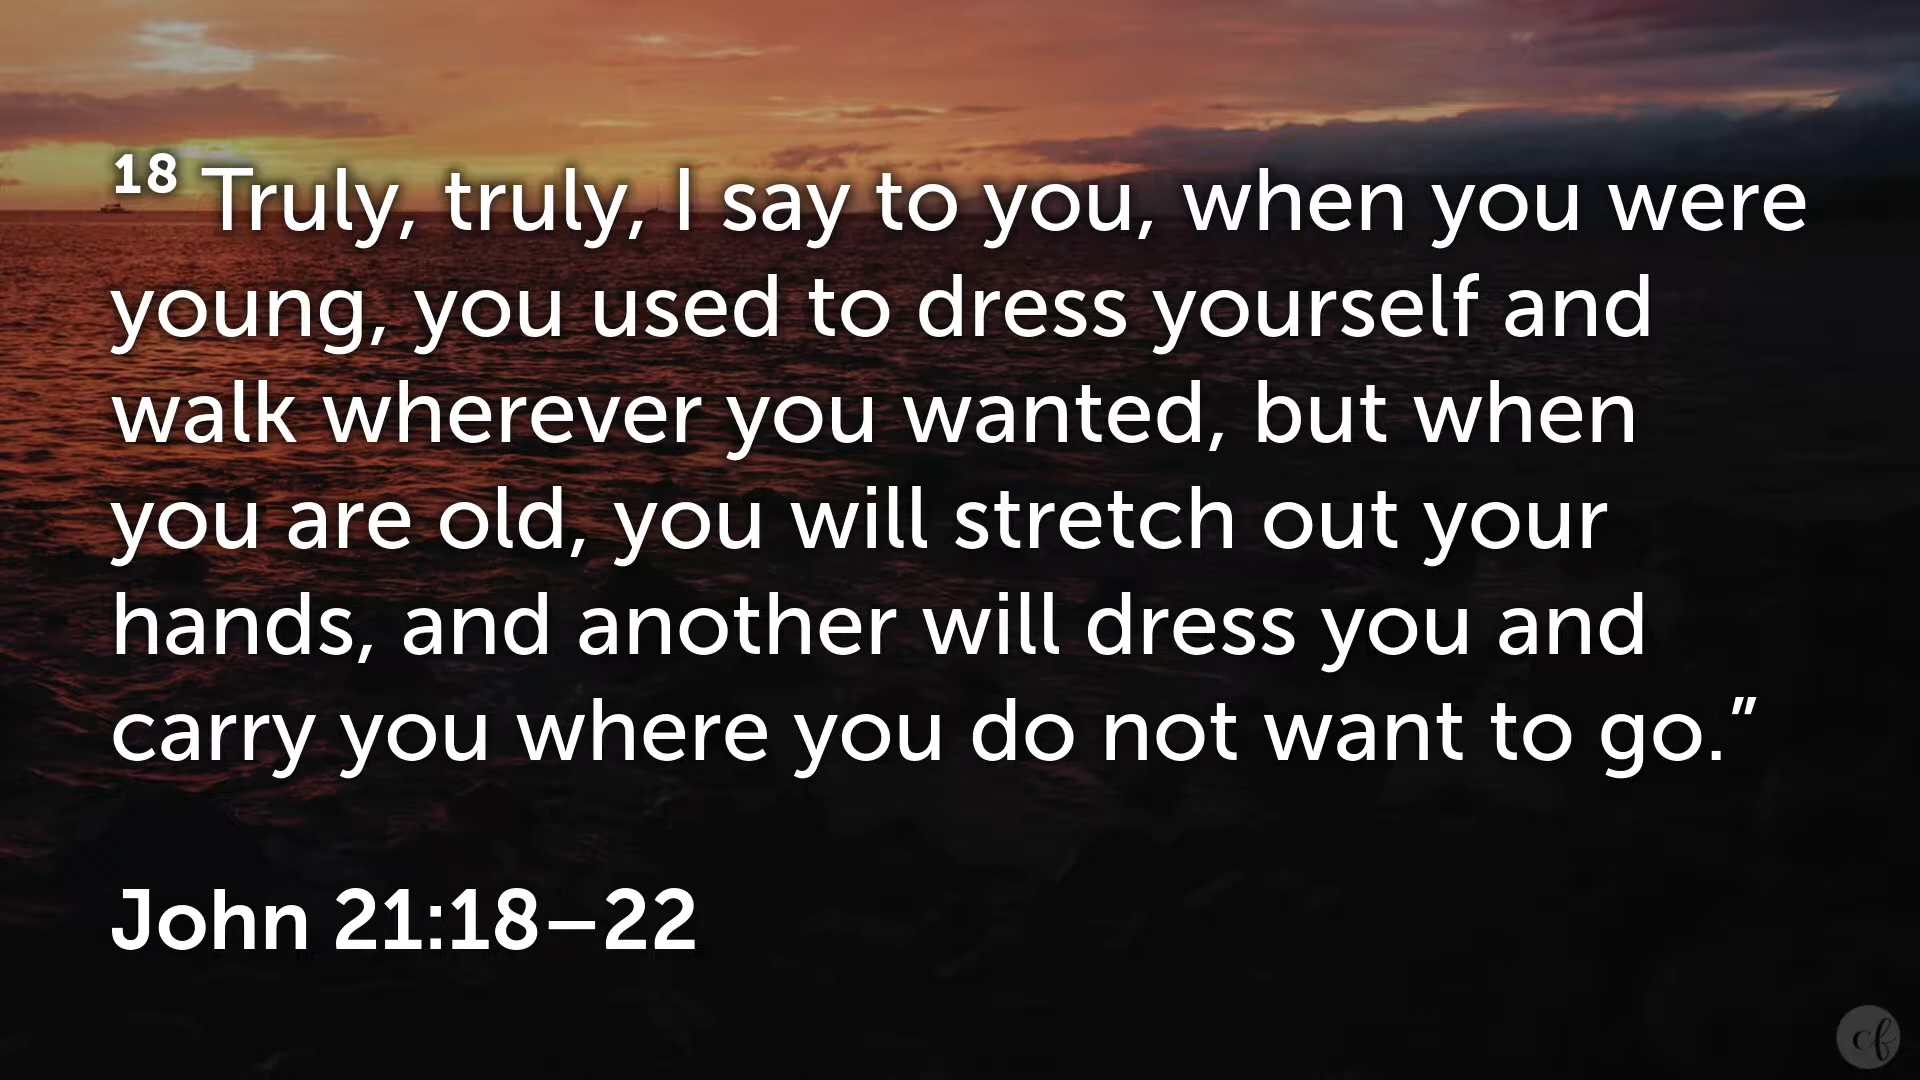 18 Truly, truly, I say to you, when you were
young, you used to dress yourself and
walk wherever you wanted, but when
you are old, you will stretch out your
hands, and another will dress you and
carry you where you do not want to go.”
John 21:18–22
cf